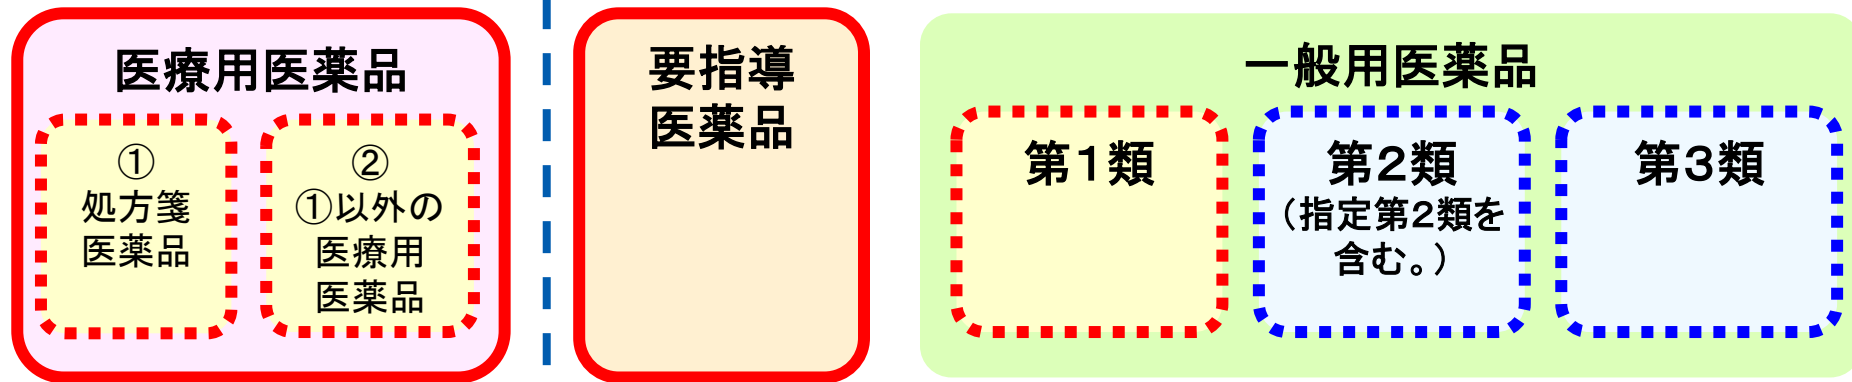 医療用医薬品
①
処方箋
医薬品
②
①以外の
医療用
医薬品
要指導
医薬品
一般用医薬品
第1類
第2類
（指定第2類を
含む。）
第3類